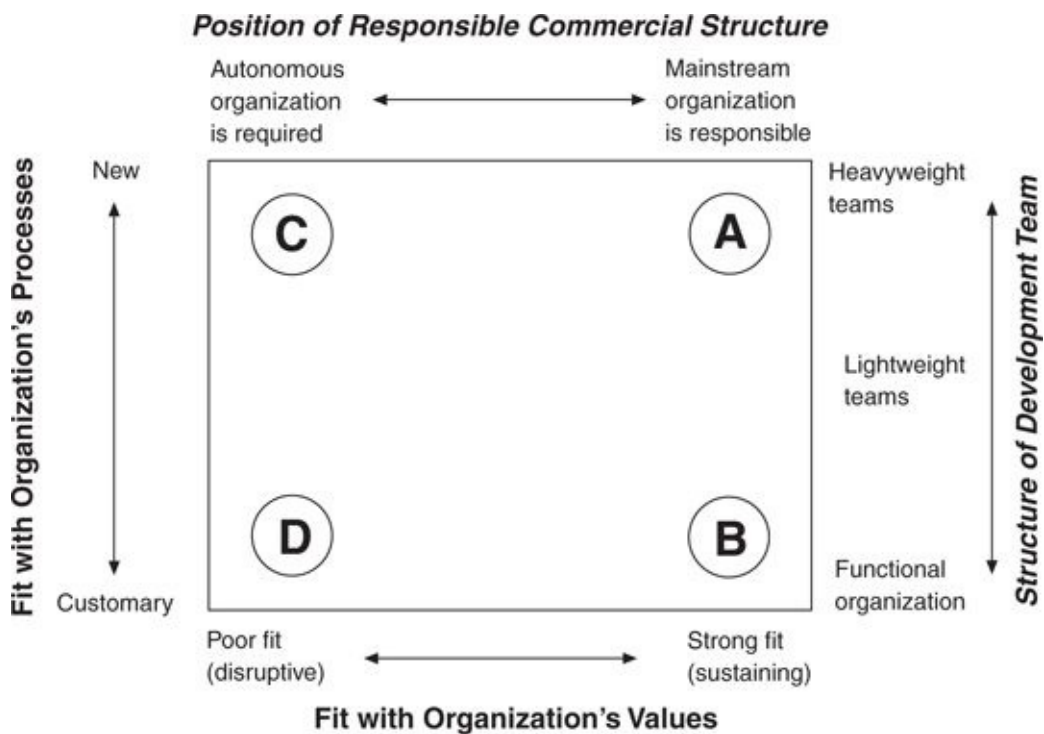 Position of Responsible Commercial Structure
Autonomous
organization
is required
Mainstream
organization
is responsible
Fit with Organization's Processes
New
Customary
C
A
D
B
Heavyweight
teams
Lightweight
teams
Functional
organization
Structure of Development Team
Poor fit
(disruptive)
Strong fit
(sustaining)
Fit with Organization's Values